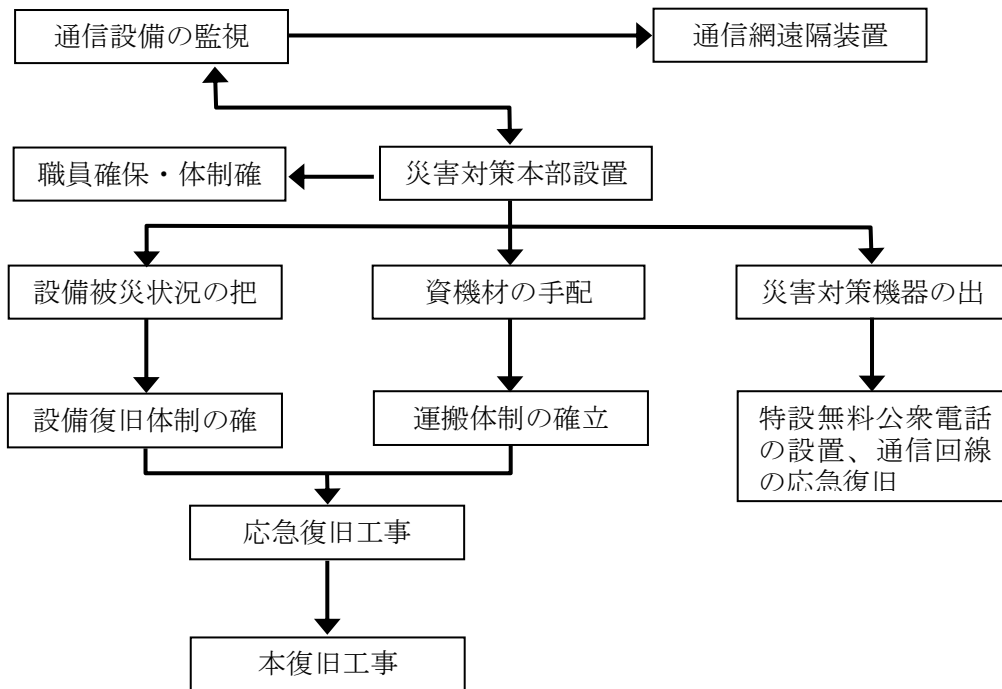 通信設備の監視
通信網遠隔装置
職員確保・体制確
災害対策本部設置
設備被災状況の把
資機材の手配
災害対策機器の出
設備復旧体制の確
運搬体制の確立
特設無料公衆電話
の設置、通信回線
の応急復旧
応急復旧工事
本復旧工事